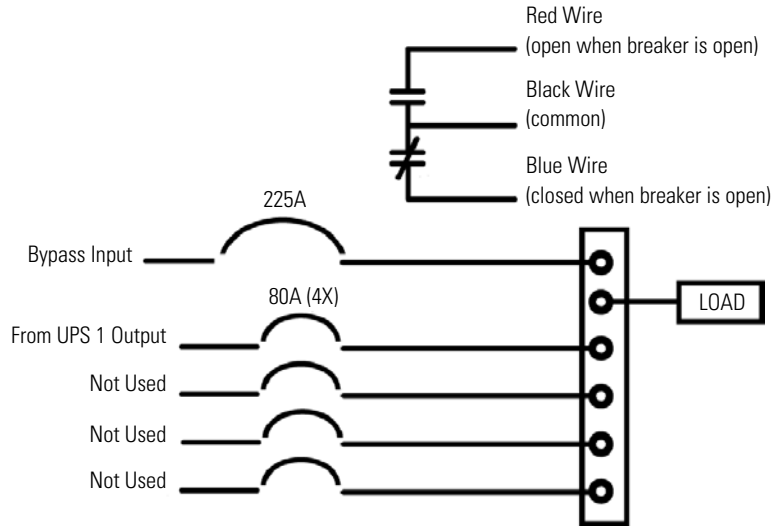 Red Wire
(open when breaker is open)
Black Wire
(common)
Blue Wire
(closed when breaker is open)
225A
Bypass Input
LOAD
80A (4X)
From UPS 1 Output
Not Used
Not Used
Not Used